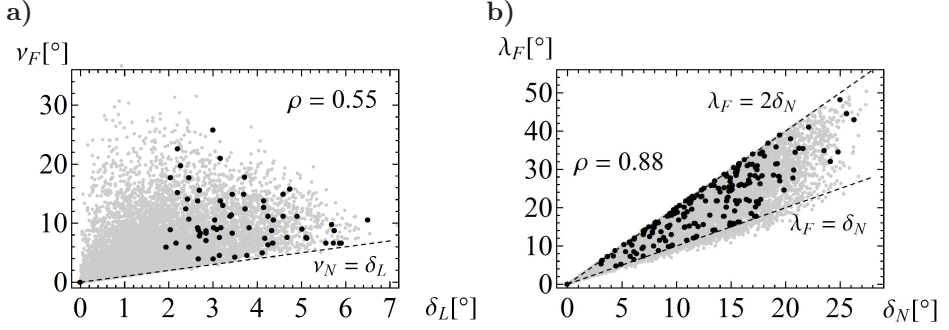 a)
ν_F[°]
30
20
10
0
ρ = 0.55
ν_N = δ_L
0 1 2 3 4 5 6 7 δ_L[°]
b)
λ_F[°]
50
40
30
20
10
0
λ_F = 2δ_N
ρ = 0.88
λ_F = δ_N
0 5 10 15 20 25 δ_N[°]